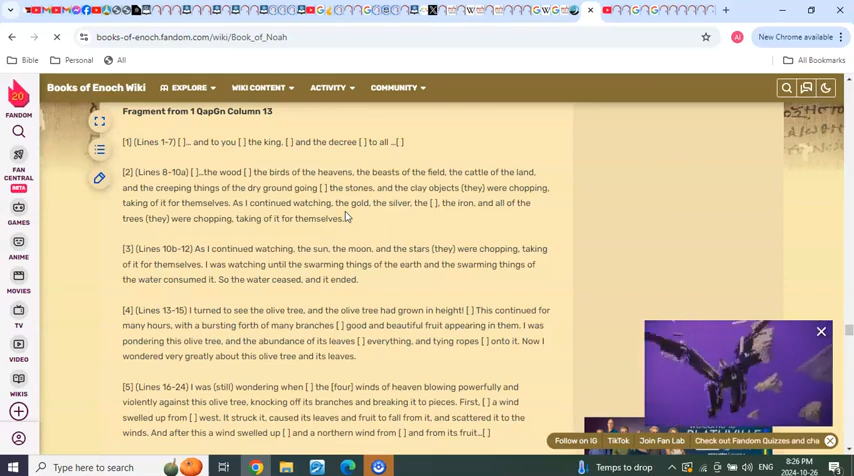 New Chrome available
books-of-enoch.fandom.com/wiki/Book_of_Noah
Bible
Personal
All
All Bookmarks
Books of Enoch Wiki
EXPLORE
WIKI CONTENT
ACTIVITY
COMMUNITY
20
FANDOM
FAN
CENTRAL
BETA
GAMES
ANIME
MOVIES
TV
VIDEO
WIKIS
Fragment from 1 QapGn Column 13
[1] (Lines 1-7) [ ]… and to you [ ] the king, [ ] and the decree [ ] to all …[ ]
[2] (Lines 8-10a) [ ]…the wood [ ] the birds of the heavens, the beasts of the field, the cattle of the land,
and the creeping things of the dry ground going [ ] the stones, and the clay objects (they) were chopping,
taking of it for themselves. As I continued watching, the gold, the silver, the [ ], the iron, and all of the
trees (they) were chopping, taking of it for themselves.
[3] (Lines 10b-12) As I continued watching, the sun, the moon, and the stars (they) were chopping, taking
of it for themselves. I was watching until the swarming things of the earth and the swarming things of
the water consumed it. So the water ceased, and it ended.
[4] (Lines 13-15) I turned to see the olive tree, and the olive tree had grown in height! [ ] This continued for
many hours, with a bursting forth of many branches [ ] good and beautiful fruit appearing in them. I was
pondering this olive tree, and the abundance of its leaves [ ] everything, and tying ropes [ ] onto it. Now I
wondered very greatly about this olive tree and its leaves.
[5] (Lines 16-24) I was (still) wondering when [ ] the [four] winds of heaven blowing powerfully and
violently against this olive tree, knocking off its branches and breaking it to pieces. First, [ ] a wind
swelled up from [ ] west. It struck it, caused its leaves and fruit to fall from it, and scattered it to the
winds. And after this a wind swelled up [ ] and a northern wind from [ ] and from its fruit…[ ]
Follow on IG
TikTok
Join Fan Lab
Check out Fandom Quizzes and cha
Type here to search
Temps to drop
8:26 PM
2024-10-26